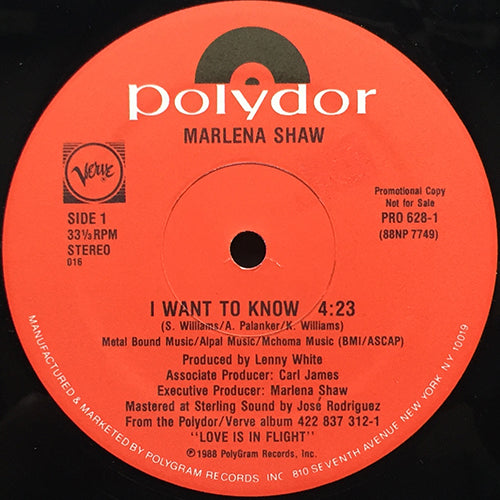 polydor
MARLENA SHAW
Verve
SIDE 1
33⅓ RPM
STEREO
016
Promotional Copy
Not for Sale
PRO 628-1
(88NP 7749)
I WANT TO KNOW 4:23
(S. Williams/A. Palanker/K. Williams)
Metal Bound Music/Alpal Music/Mchoma Music (BMI/ASCAP)
Produced by Lenny White
Associate Producer: Carl James
Executive Producer: Marlena Shaw
Mastered at Sterling Sound by José Rodriguez
From the Polydor/Verve album 422 837 312-1
"LOVE IS IN FLIGHT"
℗1988 PolyGram Records, Inc.
MANUFACTURED & MARKETED BY POLYGRAM RECORDS INC 810 SEVENTH AVENUE NEW YORK, N.Y. 10019